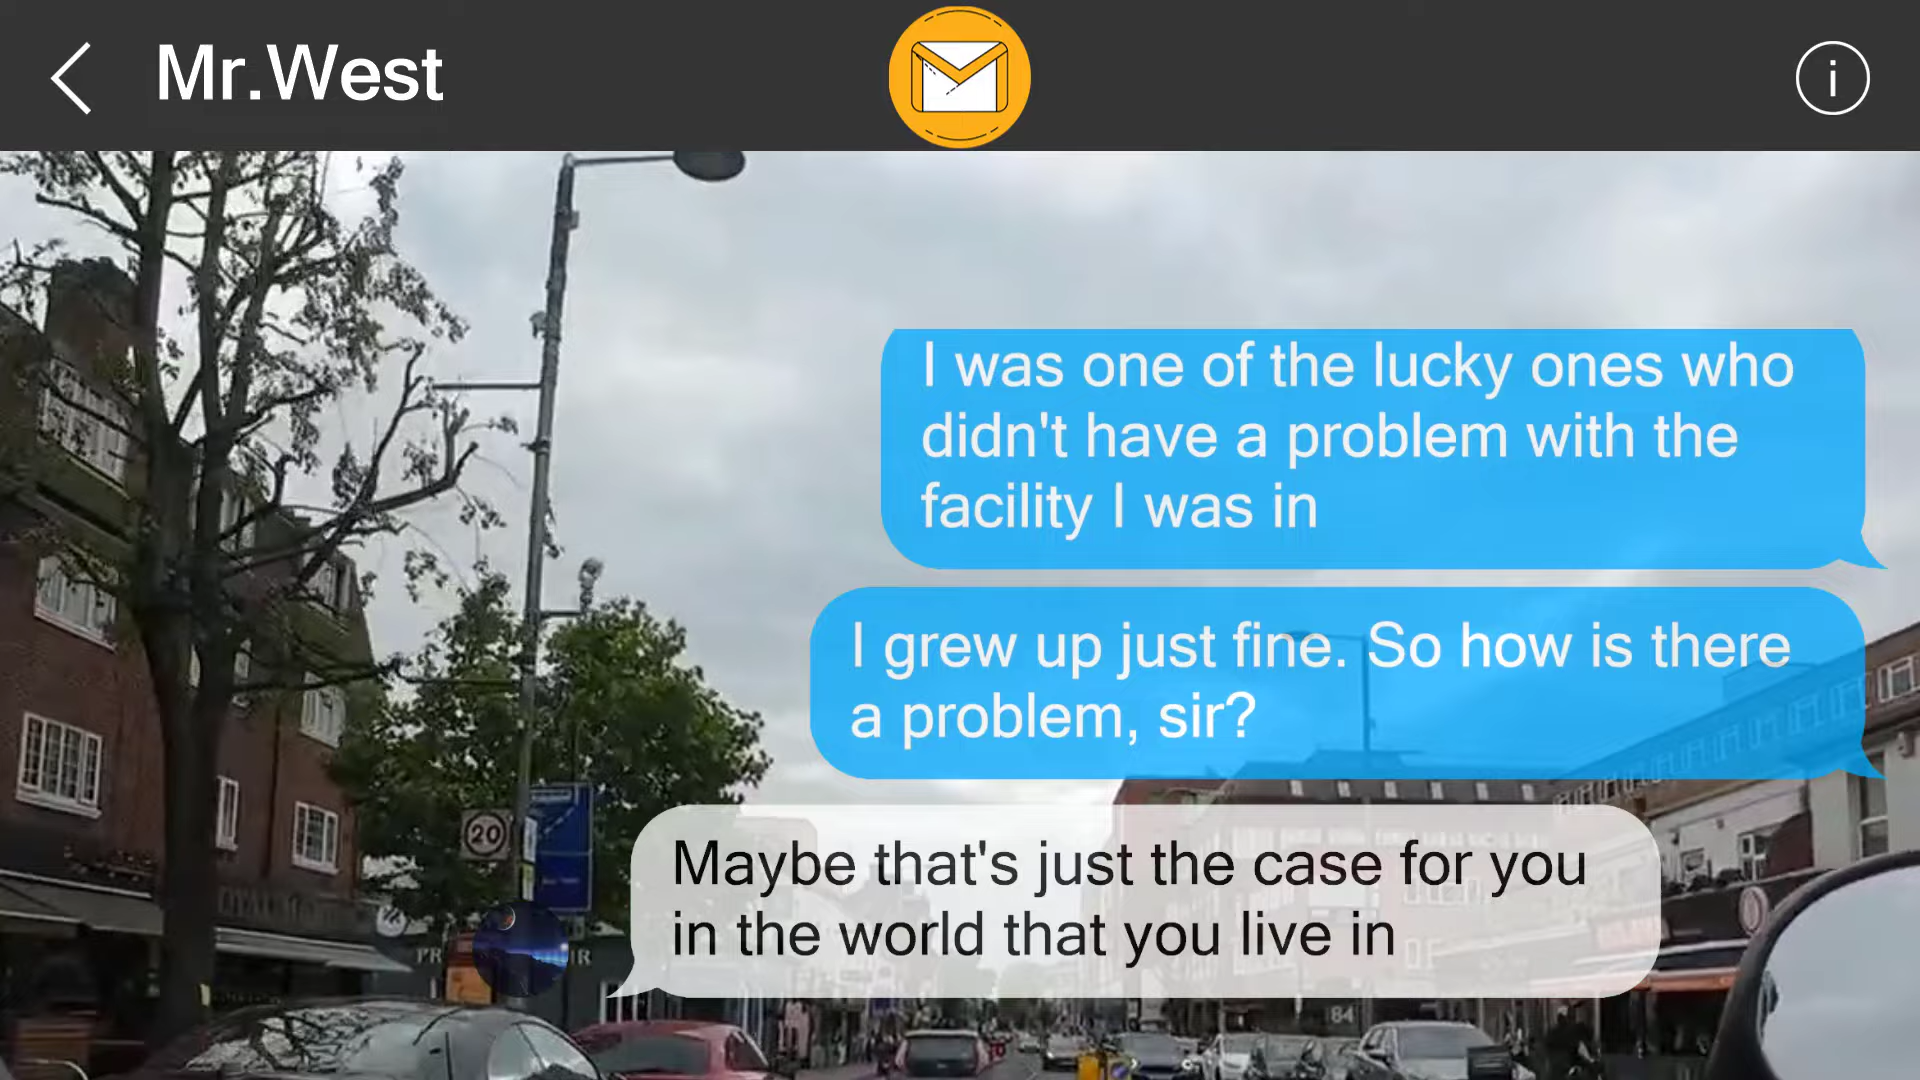 Mr.West
i
I was one of the lucky ones who
didn't have a problem with the
facility I was in
I grew up just fine. So how is there
a problem, sir?
20
Maybe that's just the case for you
in the world that you live in
84